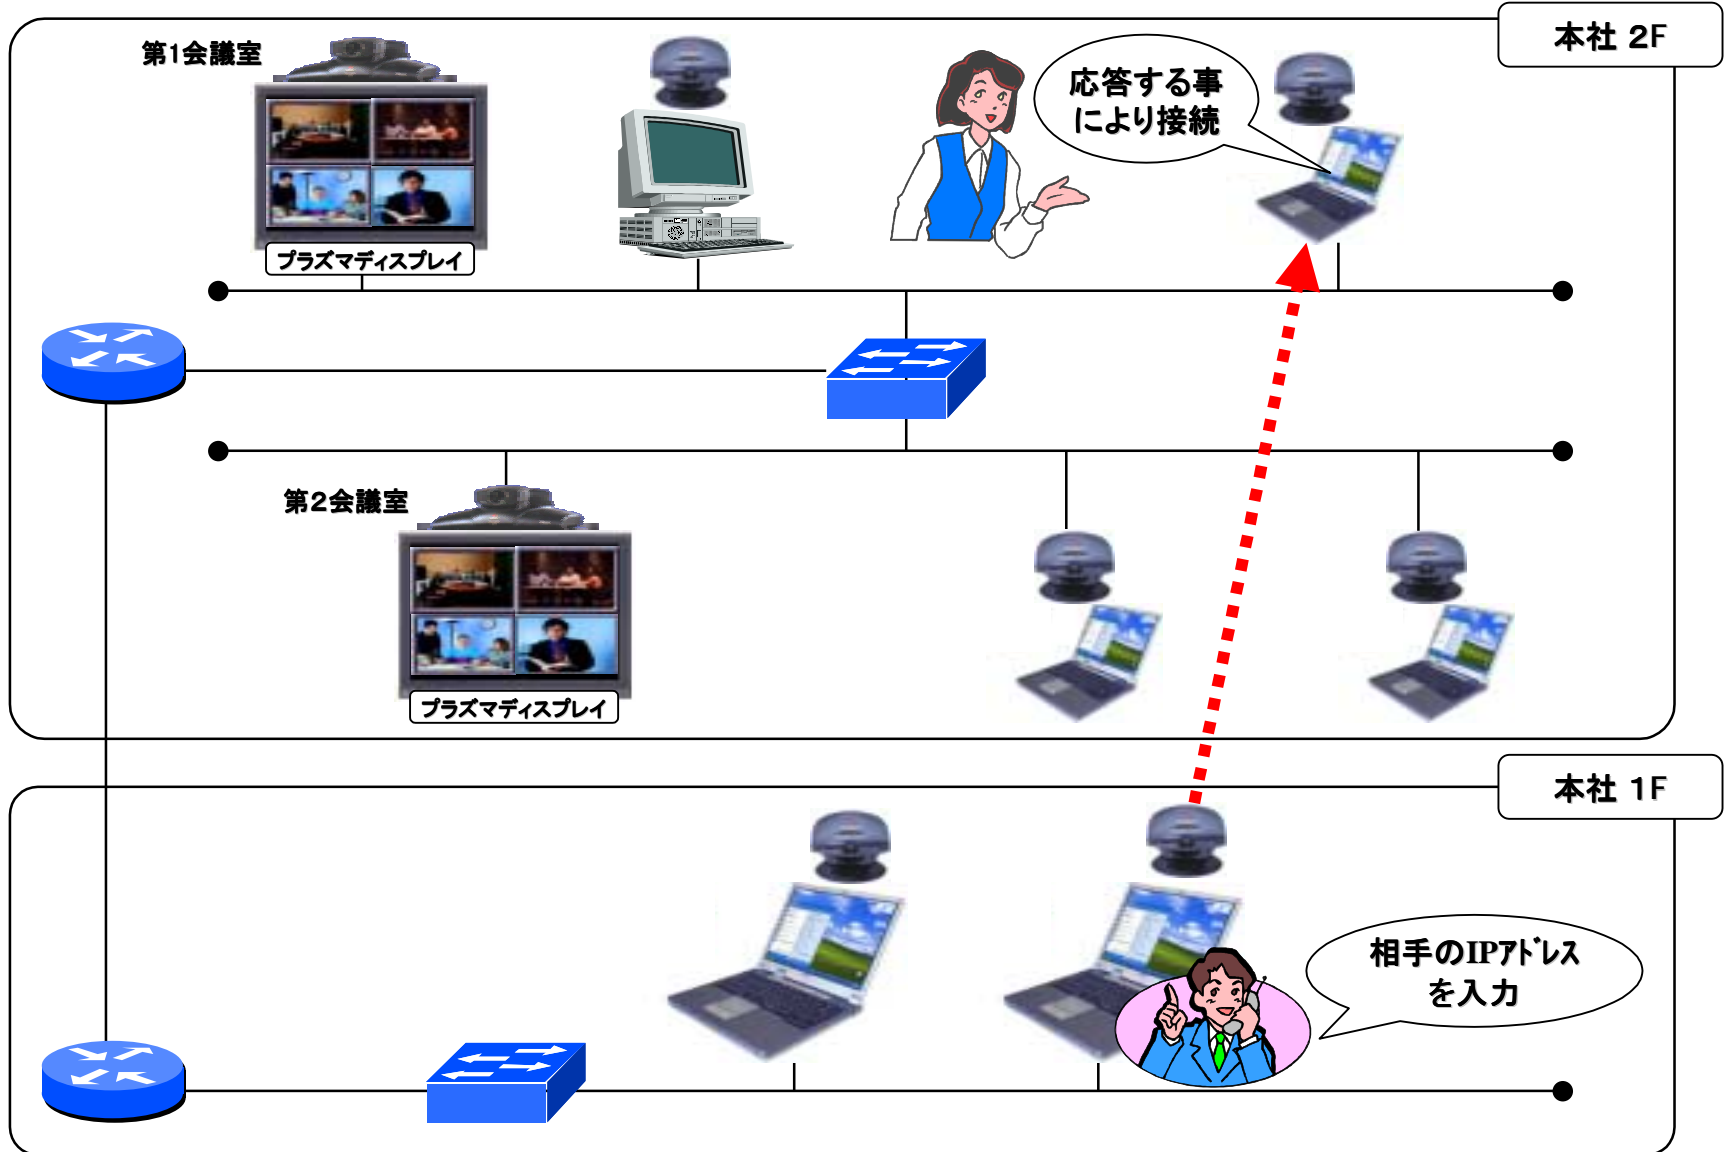 本社 2F
第1会議室
応答する事
により接続
プラズマディスプレイ
第2会議室
プラズマディスプレイ
本社 1F
相手のIPｱﾄﾞﾚｽ
を入力